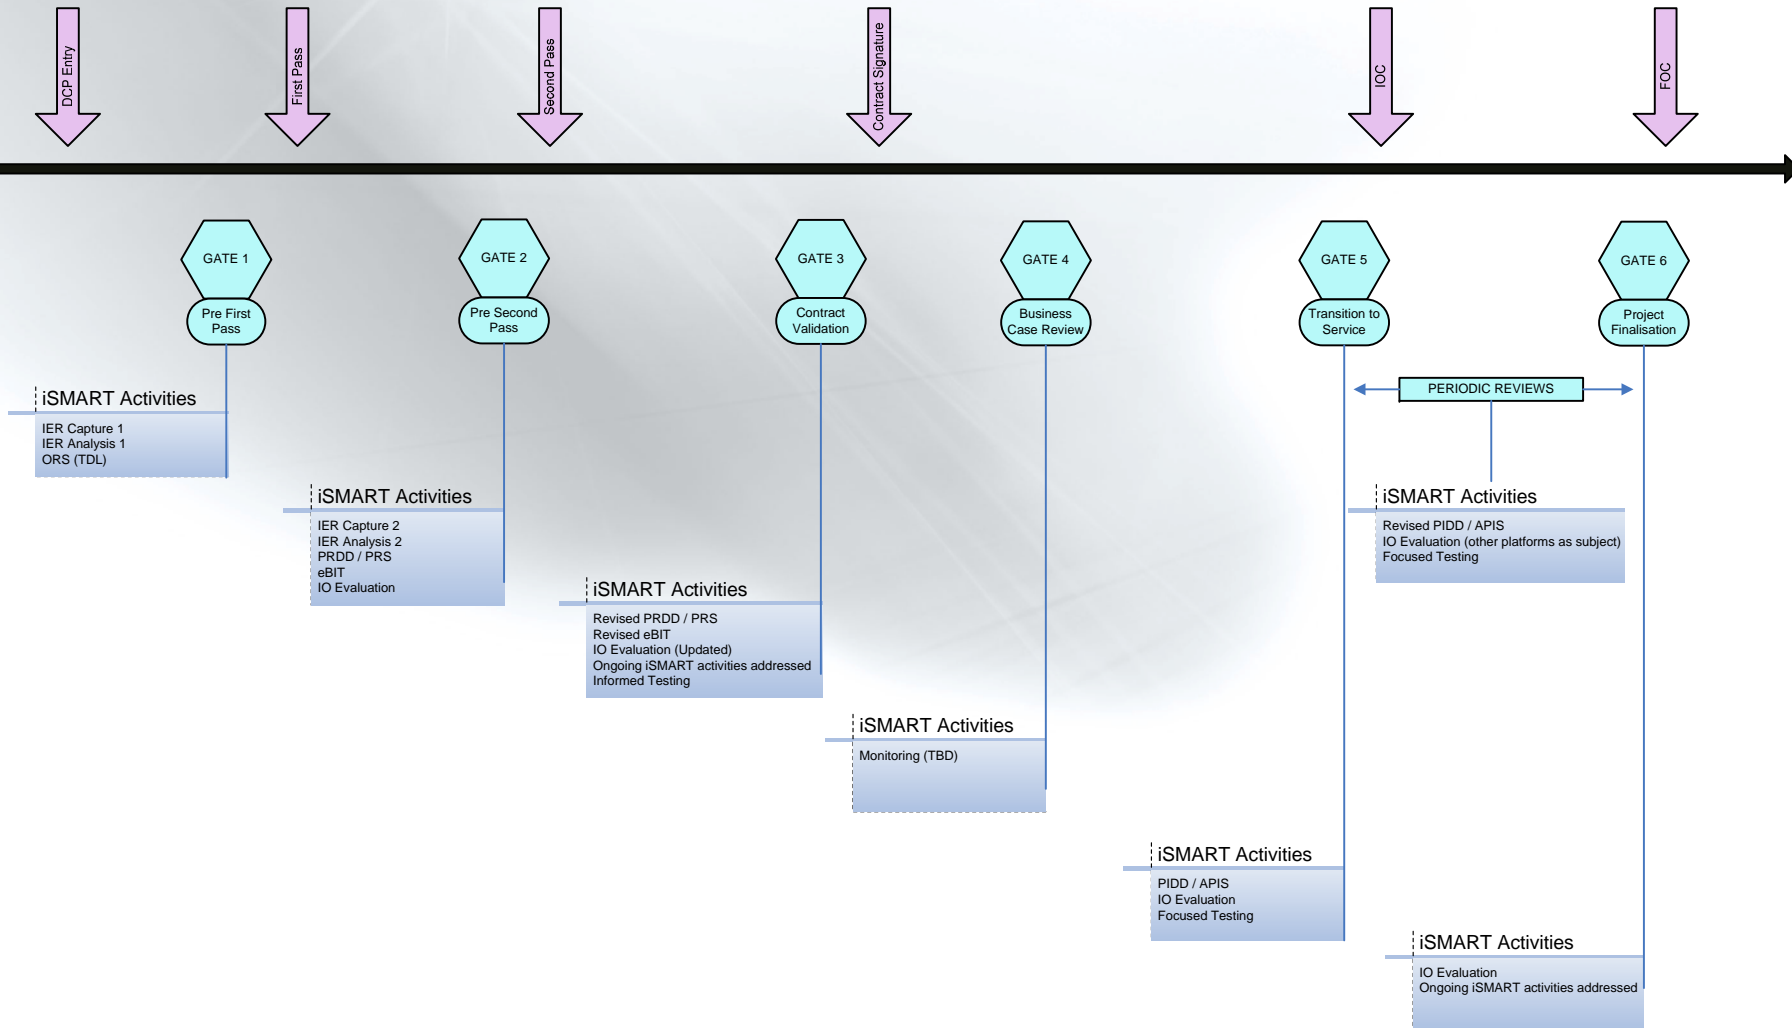 DCP Entry
First Pass
Second Pass
Contract Signature
IOC
FOC
GATE 1
Pre First
Pass
GATE 2
Pre Second
Pass
GATE 3
Contract
Validation
GATE 4
Business
Case Review
GATE 5
Transition to
Service
GATE 6
Project
Finalisation
PERIODIC REVIEWS
iSMART Activities
IER Capture 1
IER Analysis 1
ORS (TDL)
iSMART Activities
IER Capture 2
IER Analysis 2
PRDD / PRS
eBIT
IO Evaluation
iSMART Activities
Revised PIDD / APIS
IO Evaluation (other platforms as subject)
Focused Testing
iSMART Activities
Revised PRDD / PRS
Revised eBIT
IO Evaluation (Updated)
Ongoing iSMART activities addressed
Informed Testing
iSMART Activities
Monitoring (TBD)
iSMART Activities
PIDD / APIS
IO Evaluation
Focused Testing
iSMART Activities
IO Evaluation
Ongoing iSMART activities addressed